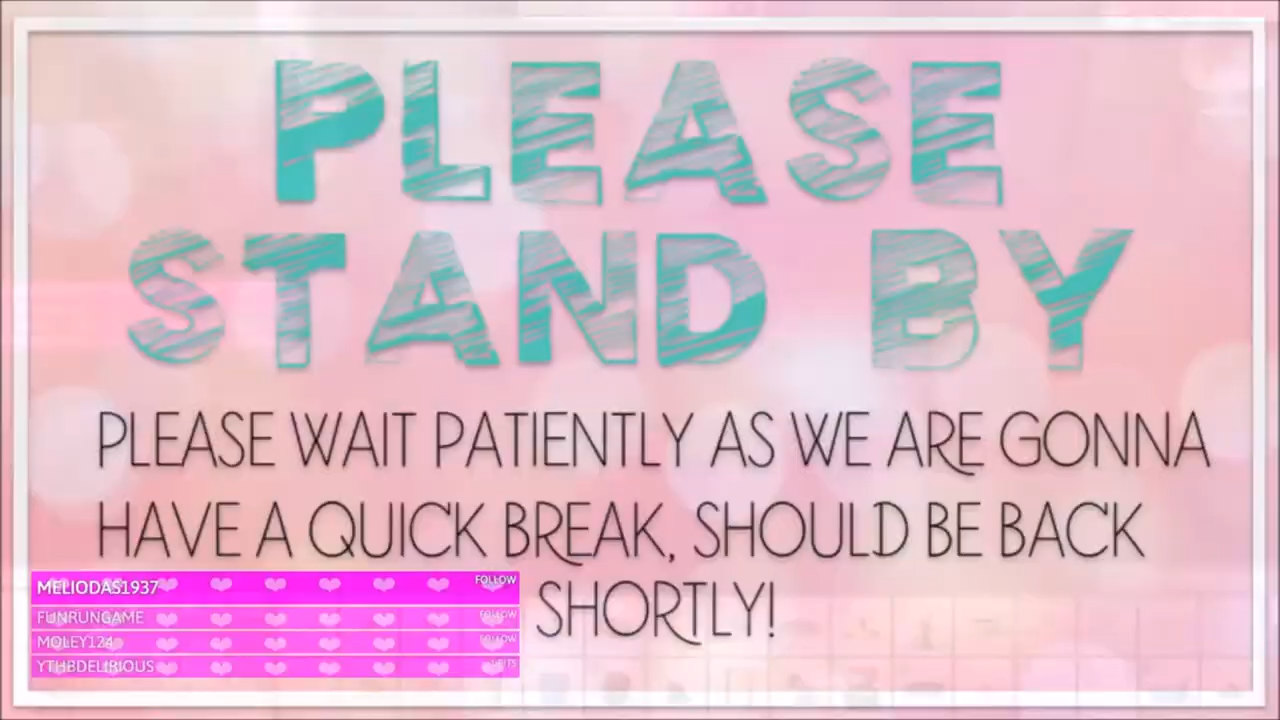 PLEASE
STAND BY
PLEASE WAIT PATIENTLY AS WE ARE GONNA
HAVE A QUICK BREAK, SHOULD BE BACK
SHORTLY!
MELIODAS1937 FOLLOW
FUNRUNGAME FOLLOW
MOLEY124 FOLLOW
YTHBDELIRIOUS